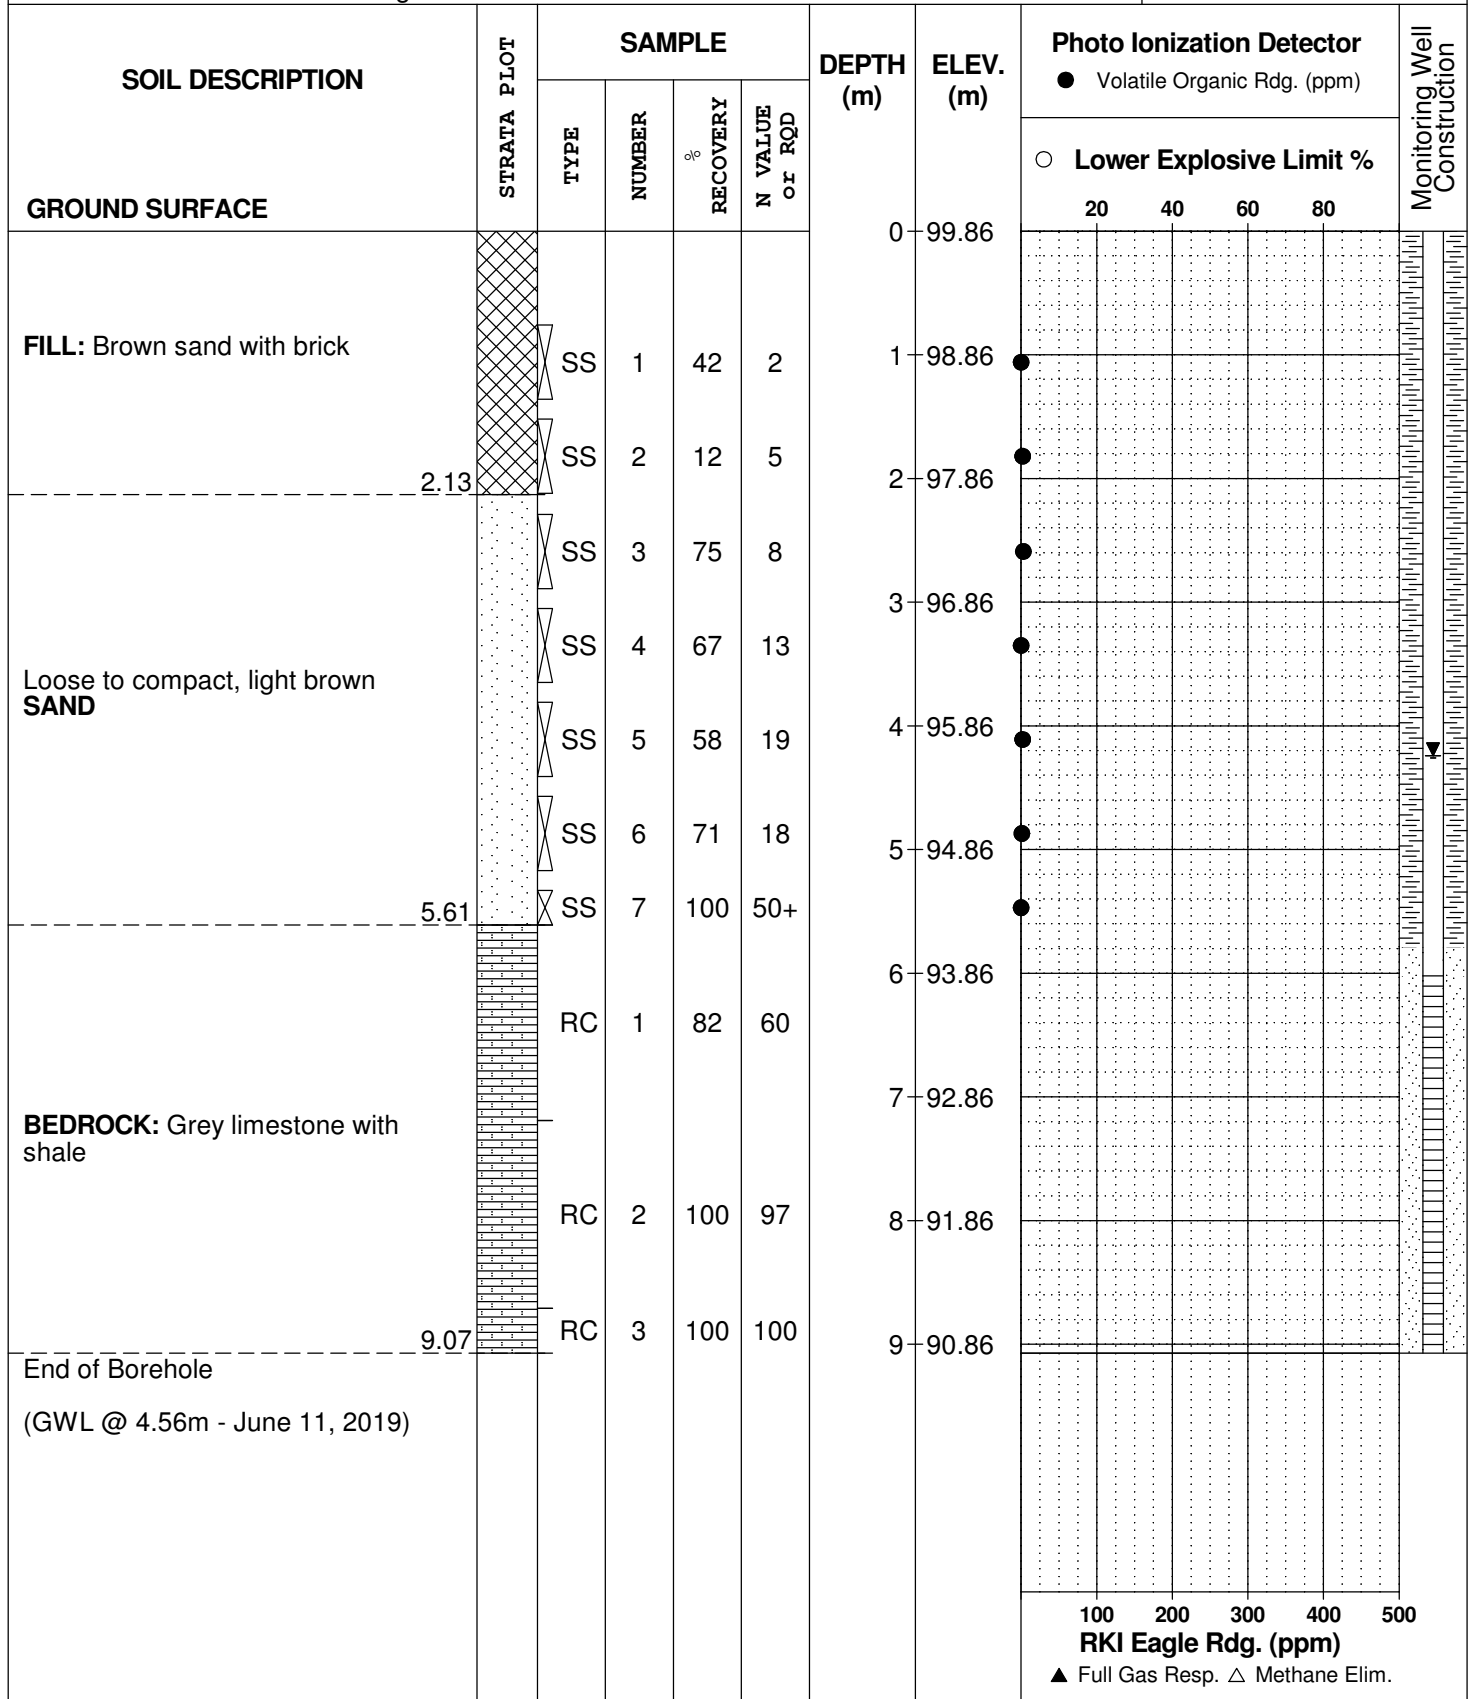 SOIL DESCRIPTION
GROUND SURFACE
STRATA PLOT
SAMPLE
TYPE
NUMBER
%
RECOVERY
N VALUE
or RQD
DEPTH
(m)
ELEV.
(m)
Photo Ionization Detector
● Volatile Organic Rdg. (ppm)
○ Lower Explosive Limit %
20 40 60 80
Monitoring Well
Construction
0 99.86
FILL: Brown sand with brick
SS 1 42 2
1 98.86
SS 2 12 5
2.13
2 97.86
SS 3 75 8
3 96.86
SS 4 67 13
Loose to compact, light brown
SAND
4 95.86
SS 5 58 19
SS 6 71 18
5 94.86
5.61
SS 7 100 50+
6 93.86
RC 1 82 60
7 92.86
BEDROCK: Grey limestone with
shale
RC 2 100 97
8 91.86
RC 3 100 100
9.07
9 90.86
End of Borehole
(GWL @ 4.56m - June 11, 2019)
100 200 300 400 500
RKI Eagle Rdg. (ppm)
▲ Full Gas Resp. △ Methane Elim.